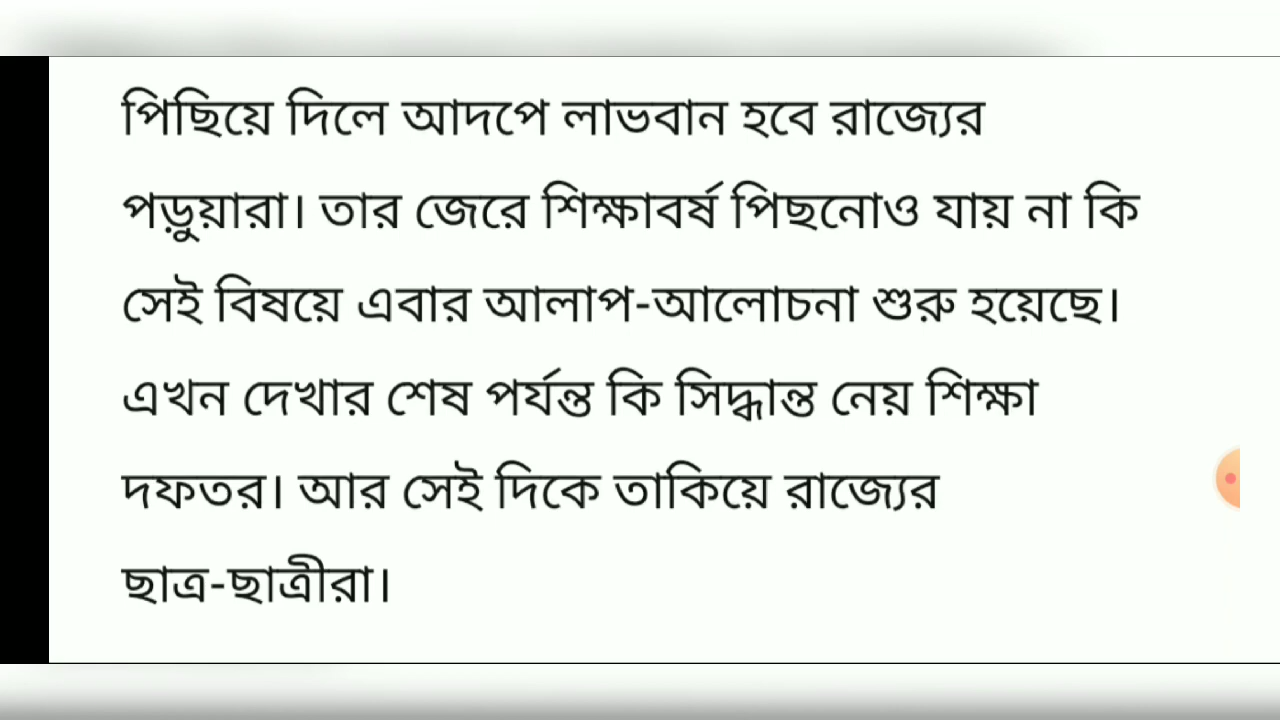 পিছিয়ে দিলে আদপে লাভবান হবে রাজ্যের
পড়ুয়ারা। তার জেরে শিক্ষাবর্ষ পিছনোও যায় না কি
সেই বিষয়ে এবার আলাপ-আলোচনা শুরু হয়েছে।
এখন দেখার শেষ পর্যন্ত কি সিদ্ধান্ত নেয় শিক্ষা
দফতর। আর সেই দিকে তাকিয়ে রাজ্যের
ছাত্র-ছাত্রীরা।